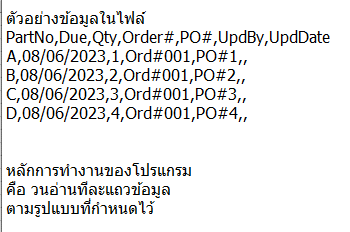 ตัวอย่างข้อมูลในไฟล์
PartNo,Due,Qty,Order#,PO#,UpdBy,UpdDate
A,08/06/2023,1,Ord#001,PO#1,,
B,08/06/2023,2,Ord#001,PO#2,,
C,08/06/2023,3,Ord#001,PO#3,,
D,08/06/2023,4,Ord#001,PO#4,,
หลักการทำงานของโปรแกรม
คือ วนอ่านทีละแถวข้อมูล
ตามรูปแบบที่กำหนดไว้